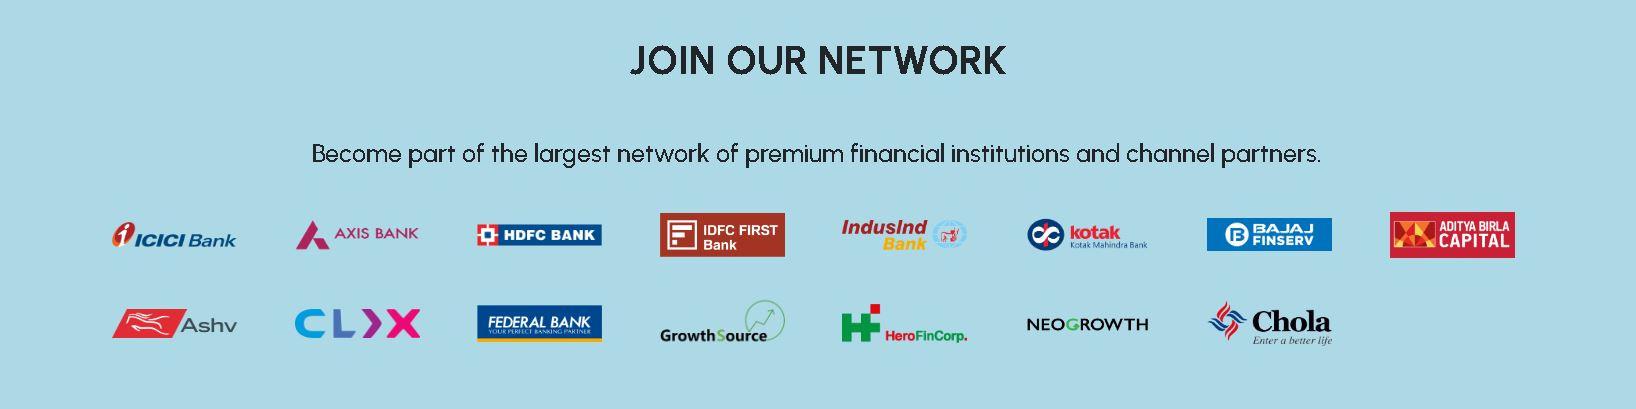 JOIN OUR NETWORK
Become part of the largest network of premium financial institutions and channel partners.
ICICI Bank
AXIS BANK
HDFC BANK
IDFC FIRST
Bank
IndusInd
Bank
kotak
Kotak Mahindra Bank
BAJAJ
FINSERV
ADITYA BIRLA
CAPITAL
Ashv
CLIX
FEDERAL BANK
YOUR PERFECT BANKING PARTNER
GrowthSource
HeroFinCorp.
NEOGROWTH
Chola
Enter a better life